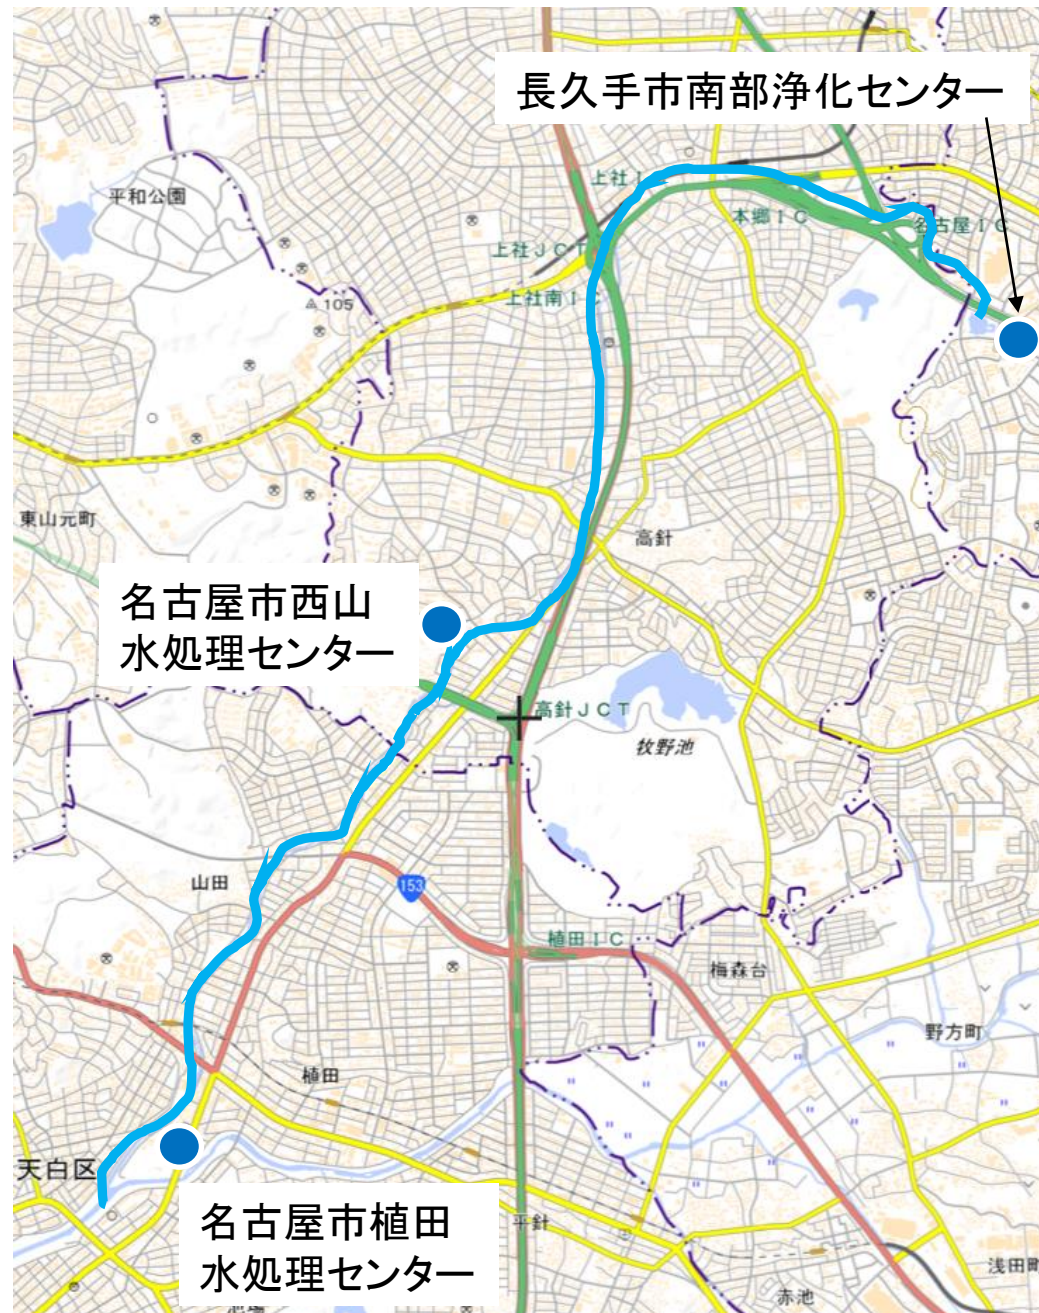 長久手市南部浄化センター
平和公園
上社IC
本郷IC
名古屋IC
上社JCT
上社南IC
105
東山元町
高針
名古屋市西山
水処理センター
高針JCT
牧野池
山田
153
植田IC
梅森台
野方町
植田
天白区
名古屋市植田
水処理センター
平針
浅田町
赤池